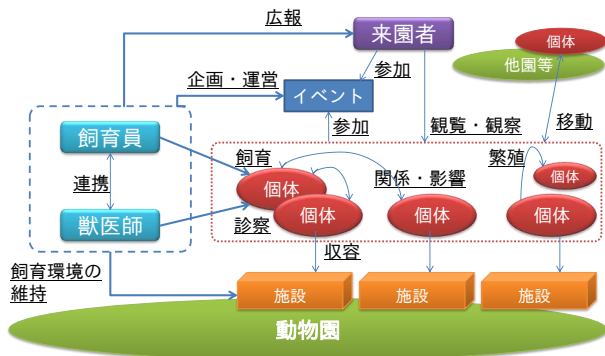 広報
来園者
個体
他園等
企画・運営
参加
イベント
参加
観覧・観察
移動
飼育員
飼育
連携
個体
関係・影響
繁殖
個体
獣医師
診察
個体
個体
個体
収容
飼育環境の
維持
施設
施設
施設
動物園